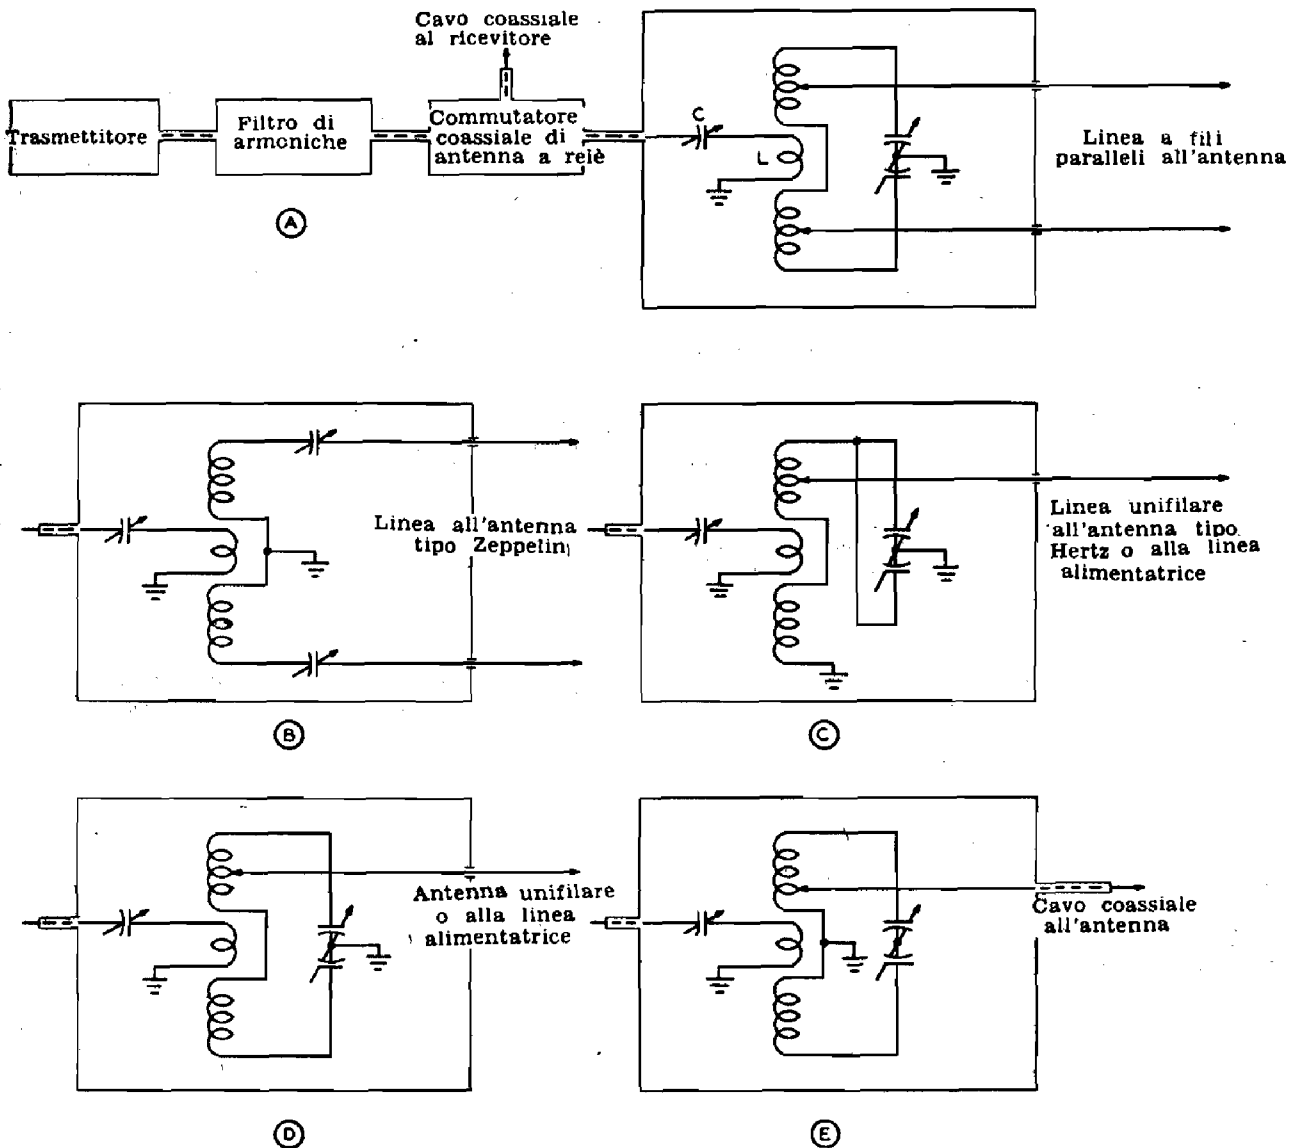 Cavo coassiale
al ricevitore
Trasmettitore
Filtro di
armoniche
Commutatore
coassiale di
antenna a relè
C
L
Linea a fili
paralleli all'antenna
A
Linea all'antenna
tipo Zeppelin
B
Linea unifilare
all'antenna tipo
Hertz o alla linea
alimentatrice
C
Antenna unifilare
o alla linea
alimentatrice
D
Cavo coassiale
all'antenna
E